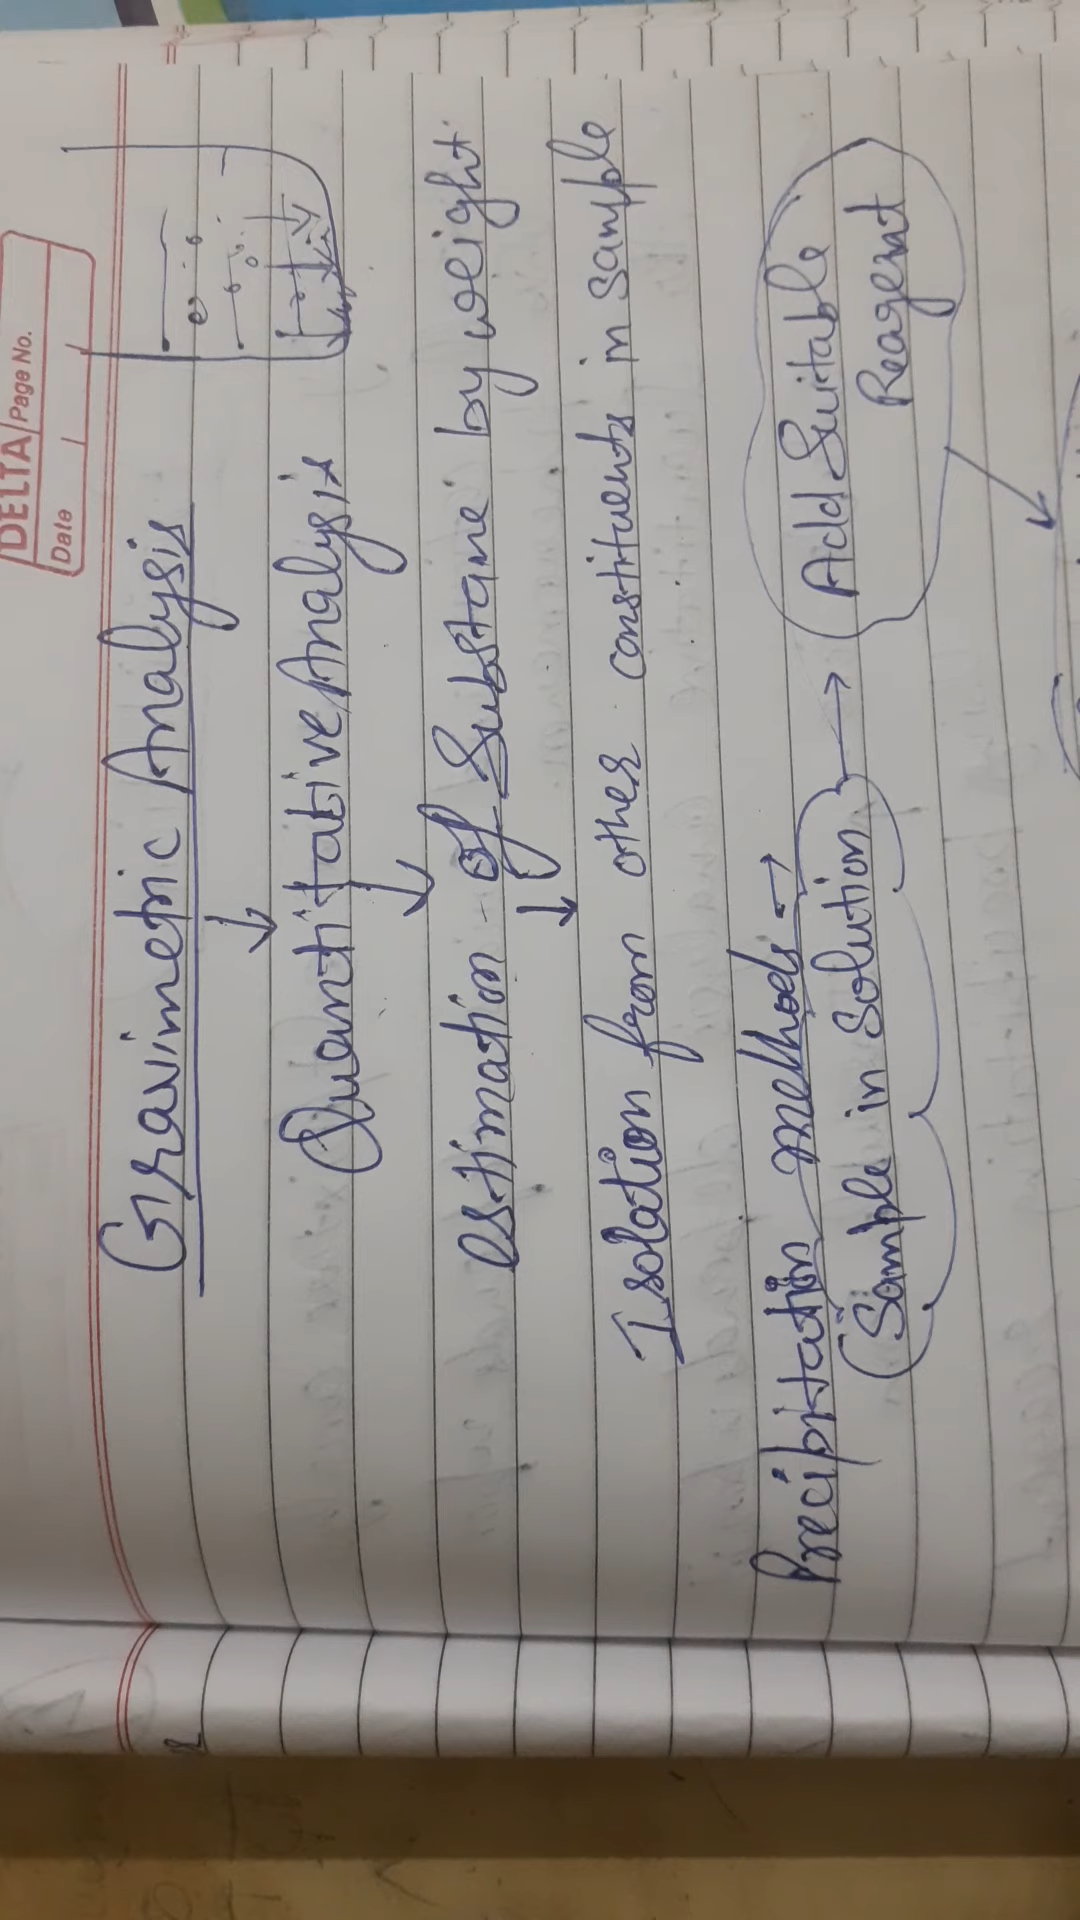 DELTA Page No.
Date
Gravimetric Analysis
↓
Quantitative Analysis
↓
estimation of Substance by weight
↓
Isolation from other constituents in sample
Precipitation methods →
(Sample in solution) → Add Suitable
Reagent